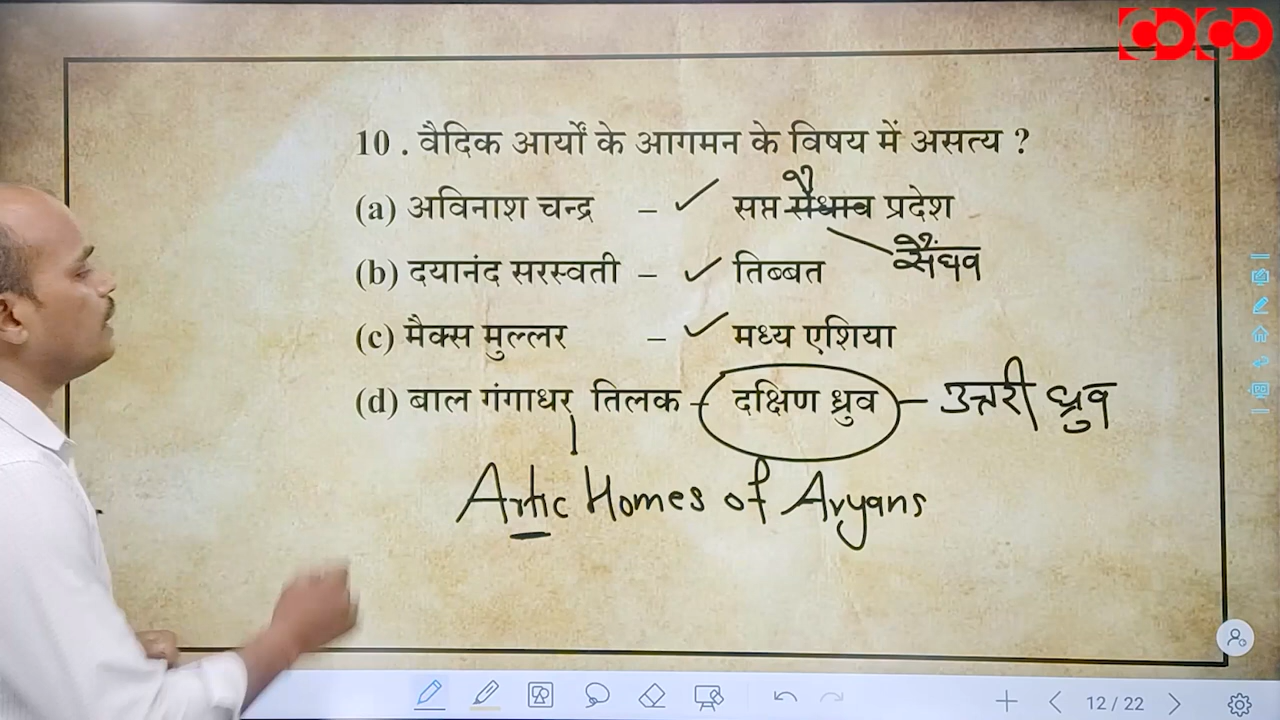 CDCD
10 . वैदिक आर्यों के आगमन के विषय में असत्य ?
(a) अविनाश चन्द्र – ✓ सप्त सैंधाव प्रदेश
सैंधव
(b) दयानंद सरस्वती – ✓ तिब्बत
(c) मैक्स मुल्लर – ✓ मध्य एशिया
(d) बाल गंगाधर तिलक – दक्षिण ध्रुव – उत्तरी ध्रुव
Artic Homes of Aryans
12 / 22